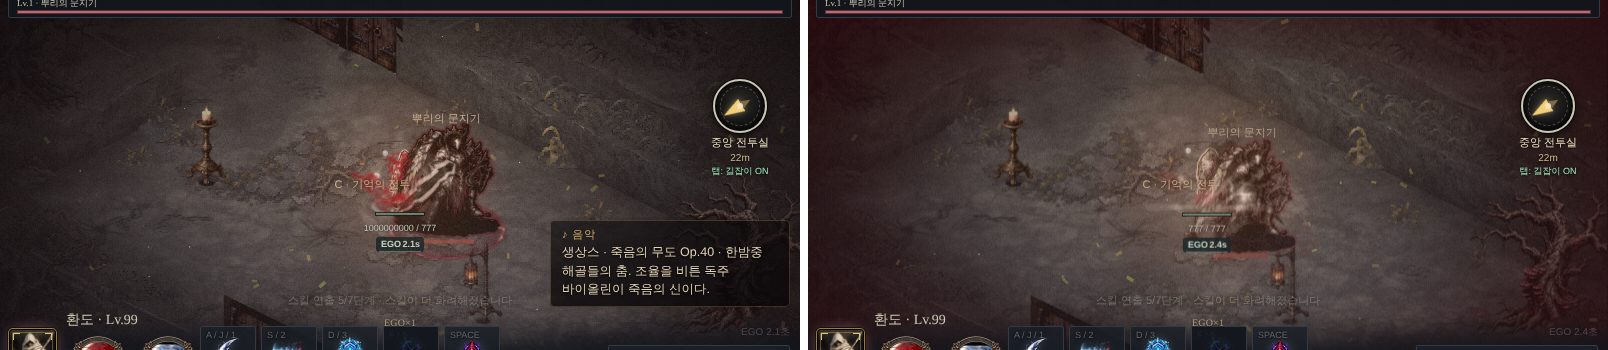 Lv.1 · 뿌리의 문지기
뿌리의 문지기
중앙 전투실
22m
탭: 길잡이 ON
C · 기억의 전투
1000000000 / 777
EGO 2.1s
♪ 음악
생상스 · 죽음의 무도 Op.40 · 한밤중
해골들의 춤. 조율을 비튼 독주
바이올린이 죽음의 신이다.
스킬 연출 5/7단계 · 스킬이 더 화려해졌습니다
환도 · Lv.99
EGO×1
A / J / 1
S / 2
D / 3
SPACE
EGO 2.1초
Lv.1 · 뿌리의 문지기
뿌리의 문지기
중앙 전투실
22m
탭: 길잡이 ON
C · 기억의 전투
777 / 777
EGO 2.4s
스킬 연출 5/7단계 · 스킬이 더 화려해졌습니다
환도 · Lv.99
EGO×1
A / J / 1
S / 2
D / 3
SPACE
EGO 2.4초